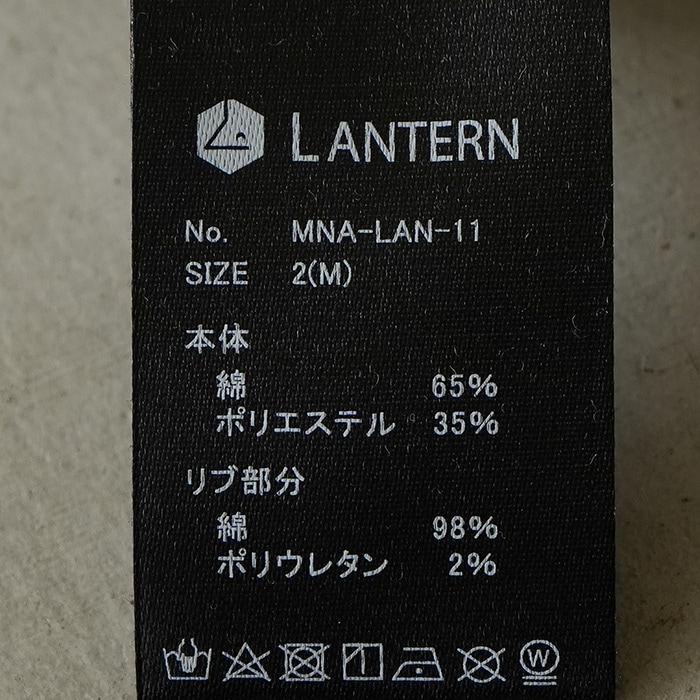 LANTERN
No. MNA-LAN-11
SIZE 2(M)
本体
綿 65%
ポリエステル 35%
リブ部分
綿 98%
ポリウレタン 2%
W